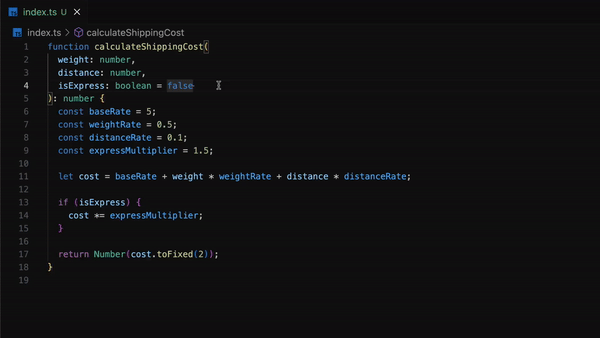 TS index.ts U ×
TS index.ts > calculateShippingCost
1 function calculateShippingCost(
2   weight: number,
3   distance: number,
4   isExpress: boolean = false
5 ): number {
6   const baseRate = 5;
7   const weightRate = 0.5;
8   const distanceRate = 0.1;
9   const expressMultiplier = 1.5;
10
11   let cost = baseRate + weight * weightRate + distance * distanceRate;
12
13   if (isExpress) {
14     cost *= expressMultiplier;
15   }
16
17   return Number(cost.toFixed(2));
18 }
19